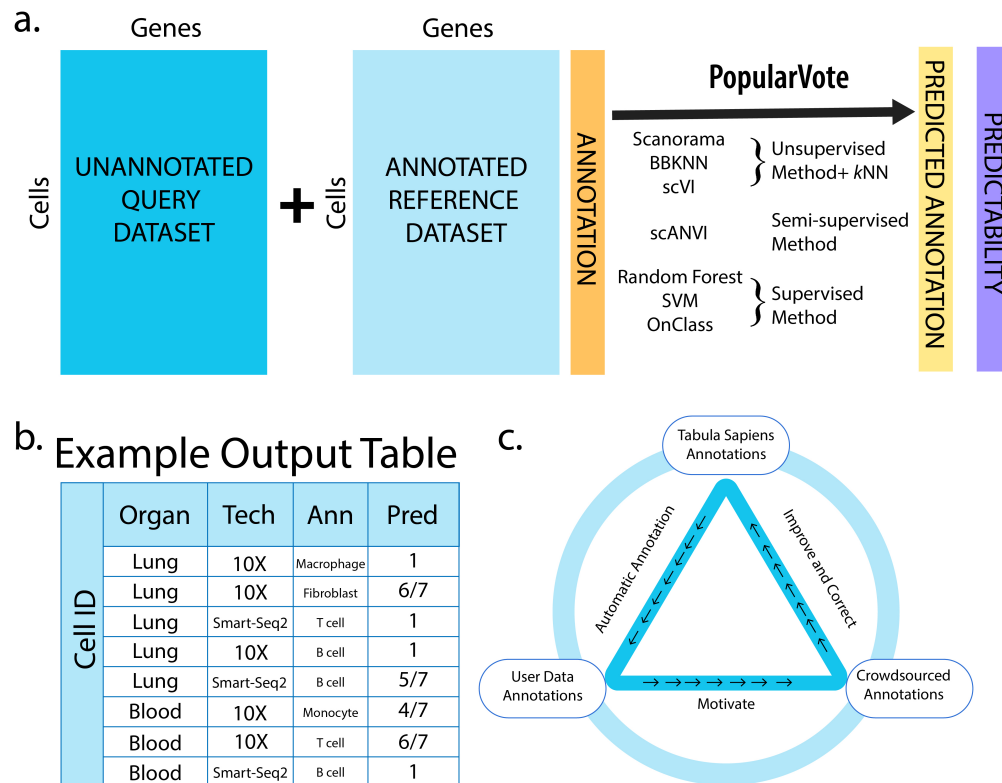 a.
Genes
Genes
Cells
UNANNOTATED
QUERY
DATASET
+
Cells
ANNOTATED
REFERENCE
DATASET
ANNOTATION
PopularVote
Scanorama
BBKNN
scVI
Unsupervised
Method+ kNN
scANVI
Semi-supervised
Method
Random Forest
SVM
OnClass
Supervised
Method
PREDICTED ANNOTATION
PREDICTABILITY
b.
Example Output Table
Cell ID
Organ Tech Ann Pred
Lung 10X Macrophage 1
Lung 10X Fibroblast 6/7
Lung Smart-Seq2 T cell 1
Lung 10X B cell 1
Lung Smart-Seq2 B cell 5/7
Blood 10X Monocyte 4/7
Blood 10X T cell 6/7
Blood Smart-Seq2 B cell 1
c.
Tabula Sapiens
Annotations
Automatic Annotation
Improve and Correct
User Data
Annotations
Crowdsourced
Annotations
Motivate